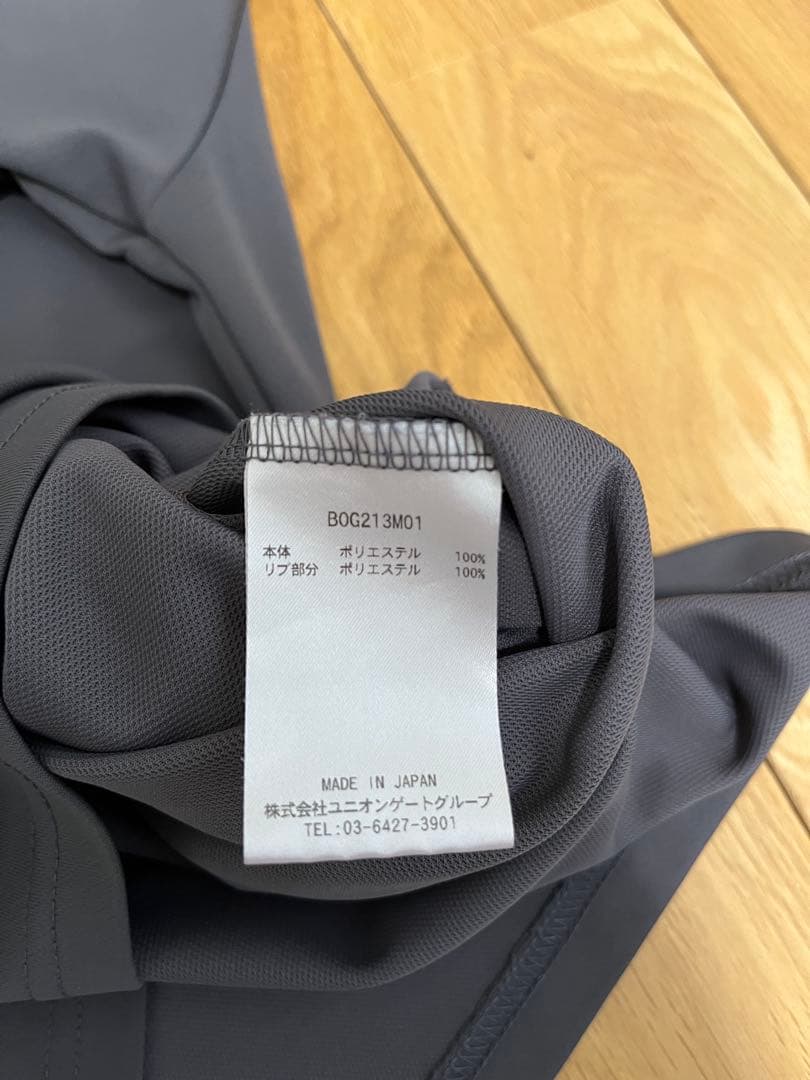 BOG213M01
本体 ポリエステル 100%
リブ部分 ポリエステル 100%
MADE IN JAPAN
株式会社ユニオンゲートグループ
TEL:03-6427-3901